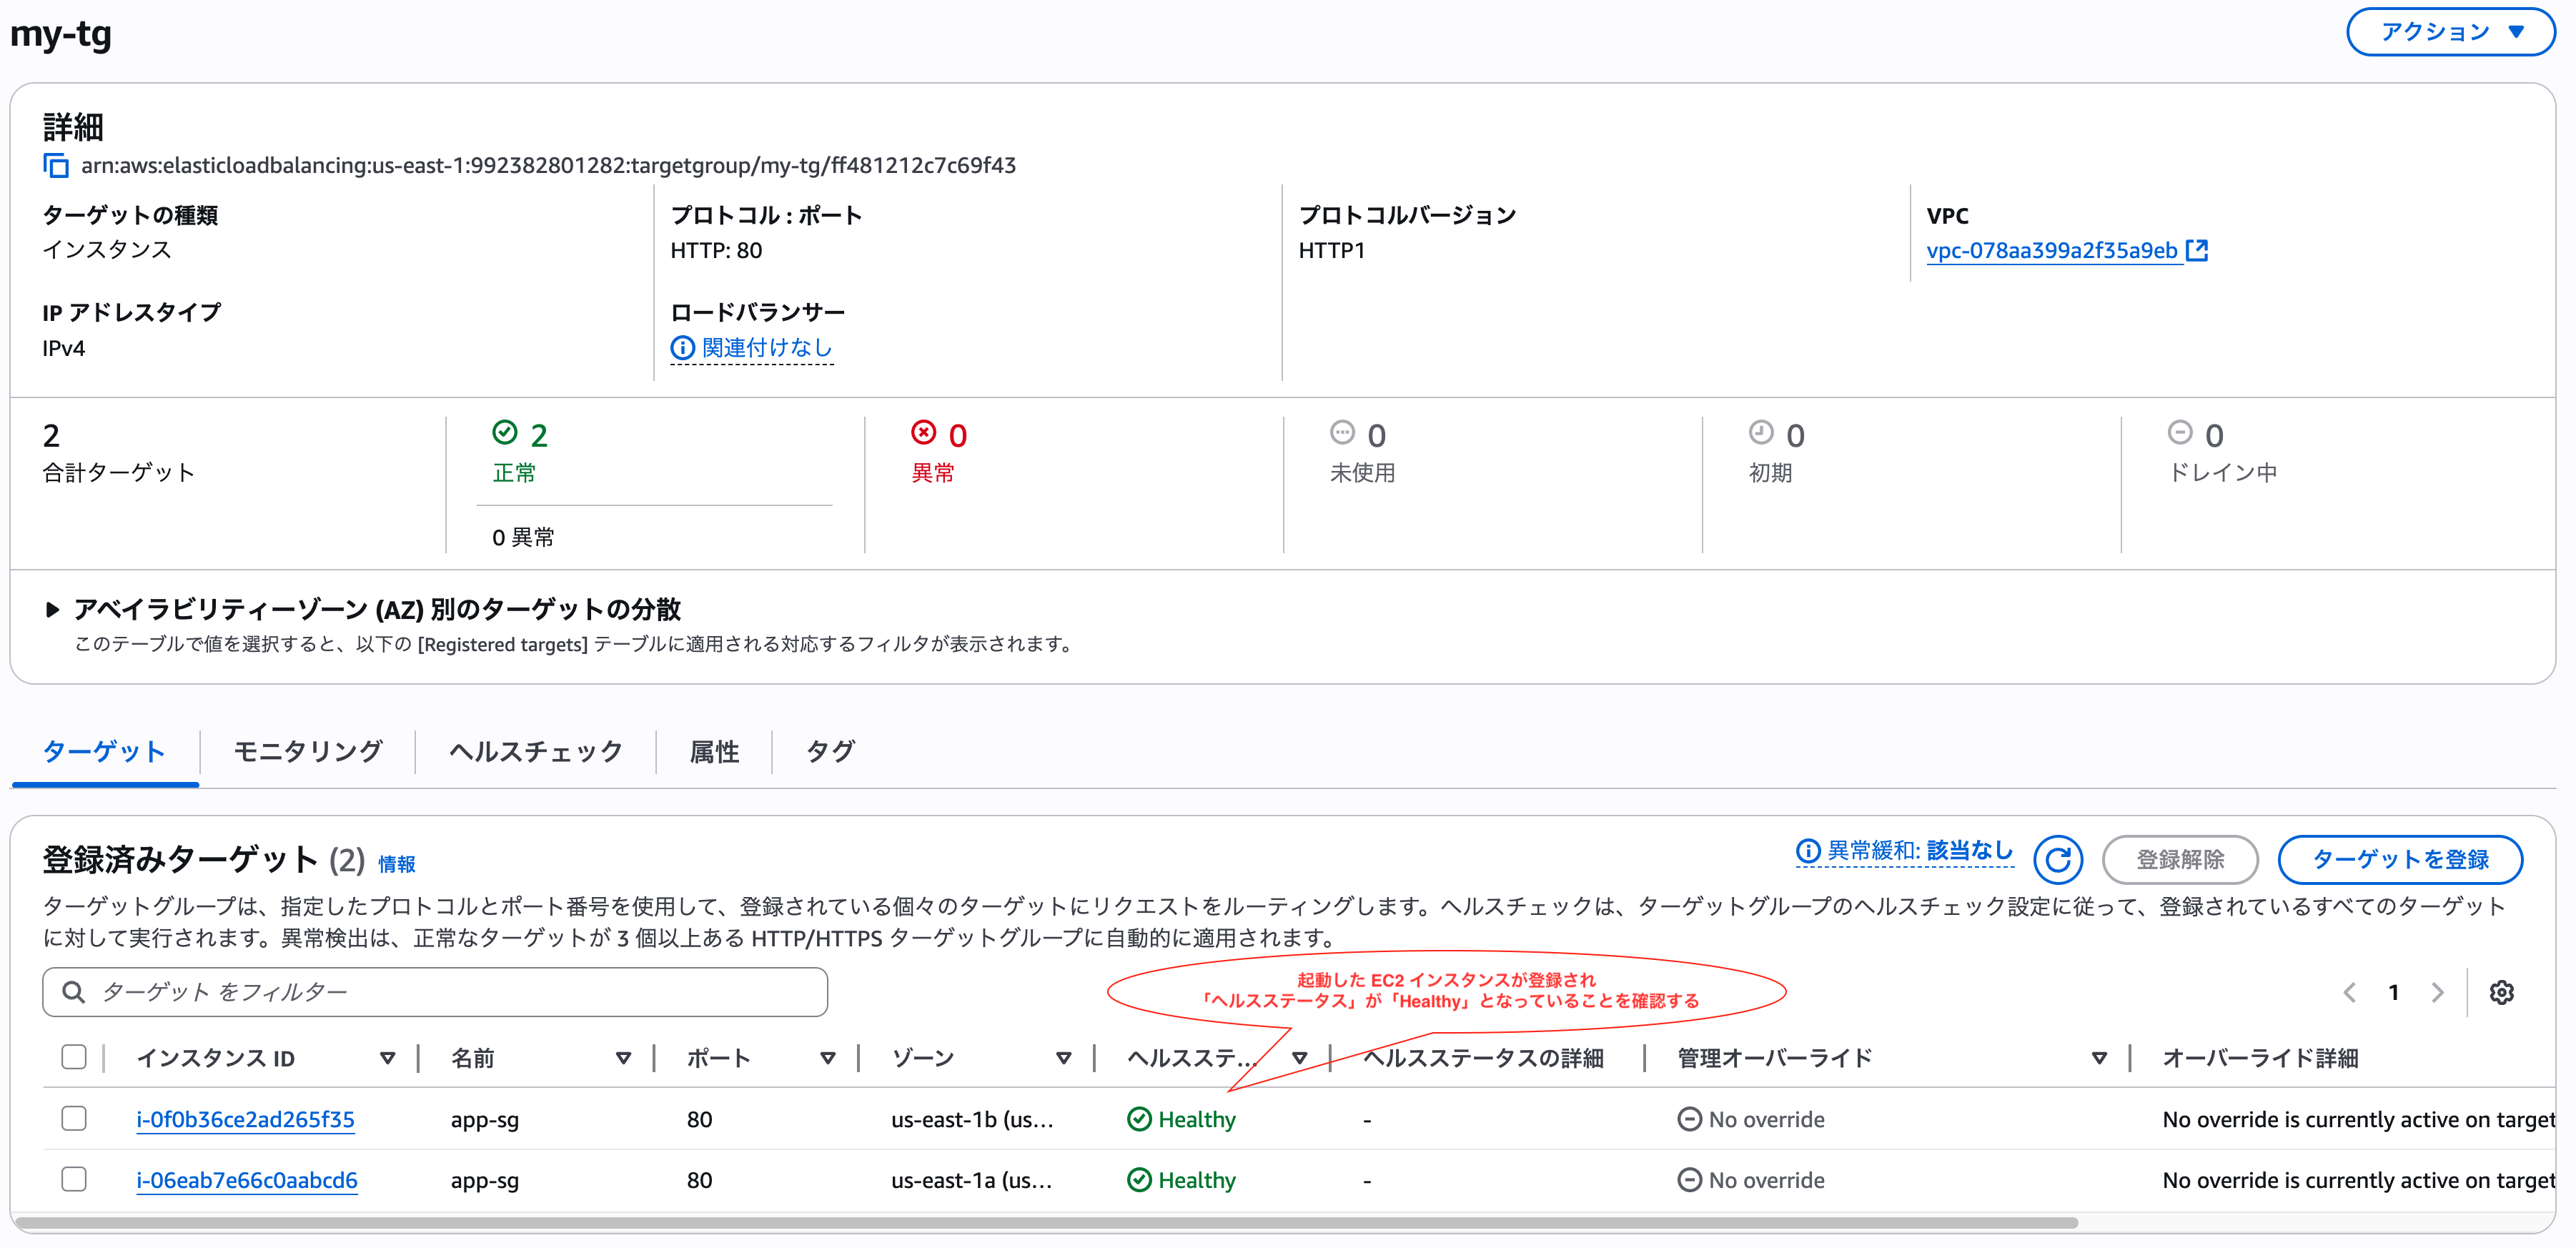 my-tg
アクション
詳細
arn:aws:elasticloadbalancing:us-east-1:992382801282:targetgroup/my-tg/ff481212c7c69f43
ターゲットの種類
インスタンス
プロトコル : ポート
HTTP: 80
プロトコルバージョン
HTTP1
VPC
vpc-078aa399a2f35a9eb
IP アドレスタイプ
IPv4
ロードバランサー
関連付けなし
2
合計ターゲット
2
正常
0 異常
0
異常
0
未使用
0
初期
0
ドレイン中
アベイラビリティーゾーン (AZ) 別のターゲットの分散
このテーブルで値を選択すると、以下の [Registered targets] テーブルに適用される対応するフィルタが表示されます。
ターゲット
モニタリング
ヘルスチェック
属性
タグ
登録済みターゲット (2) 情報
異常緩和: 該当なし
登録解除
ターゲットを登録
ターゲットグループは、指定したプロトコルとポート番号を使用して、登録されている個々のターゲットにリクエストをルーティングします。ヘルスチェックは、ターゲットグループのヘルスチェック設定に従って、登録されているすべてのターゲット
に対して実行されます。異常検出は、正常なターゲットが 3 個以上ある HTTP/HTTPS ターゲットグループに自動的に適用されます。
起動した EC2 インスタンスが登録され
「ヘルスステータス」が「Healthy」となっていることを確認する
ターゲット をフィルター
1
インスタンス ID 名前 ポート ゾーン ヘルスステ... ヘルスステータスの詳細 管理オーバーライド オーバーライド詳細
i-0f0b36ce2ad265f35 app-sg 80 us-east-1b (us... Healthy - No override No override is currently active on target
i-06eab7e66c0aabcd6 app-sg 80 us-east-1a (us... Healthy - No override No override is currently active on target